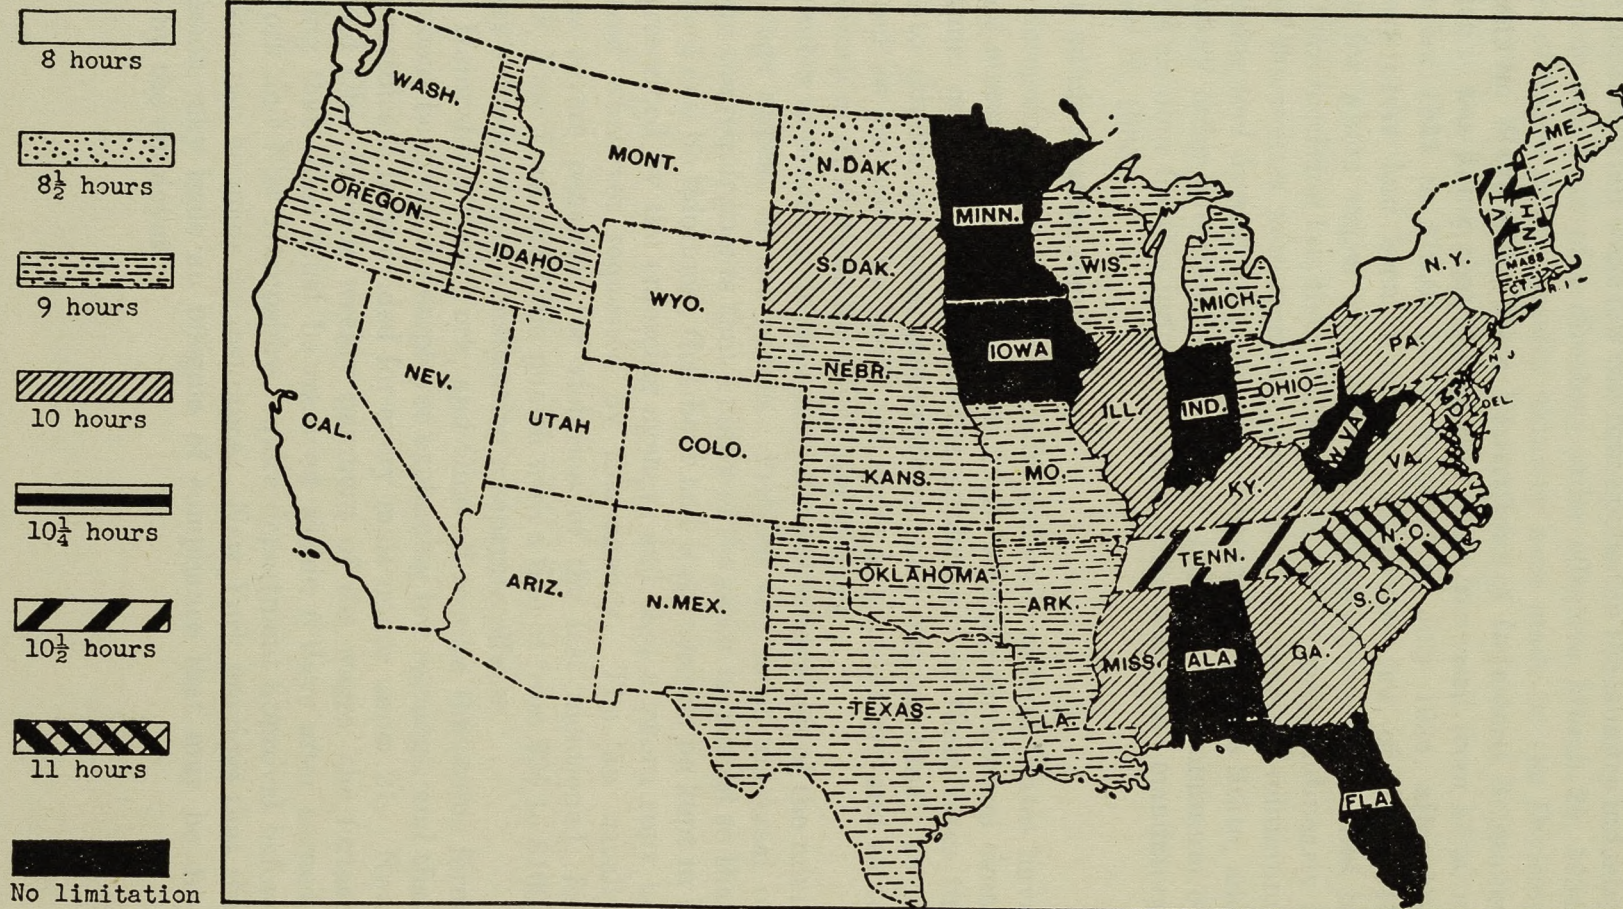 8 hours
8½ hours
9 hours
10 hours
10¼ hours
10½ hours
11 hours
No limitation
WASH.
MONT.
N.DAK.
MINN.
OREGON
IDAHO
S.DAK.
WYO.
WIS.
MICH.
N.Y.
VT.
N.H.
ME.
MASS
CT.
R.I.
NEV.
CAL.
UTAH
COLO.
NEBR.
IOWA
ILL.
IND.
OHIO
PA.
N J
DEL
W.VA.
VA.
KANS.
MO.
KY.
ARIZ.
N.MEX.
OKLAHOMA
ARK.
TENN.
N.C.
S.C.
TEXAS
LA.
MISS.
ALA.
GA.
FLA.